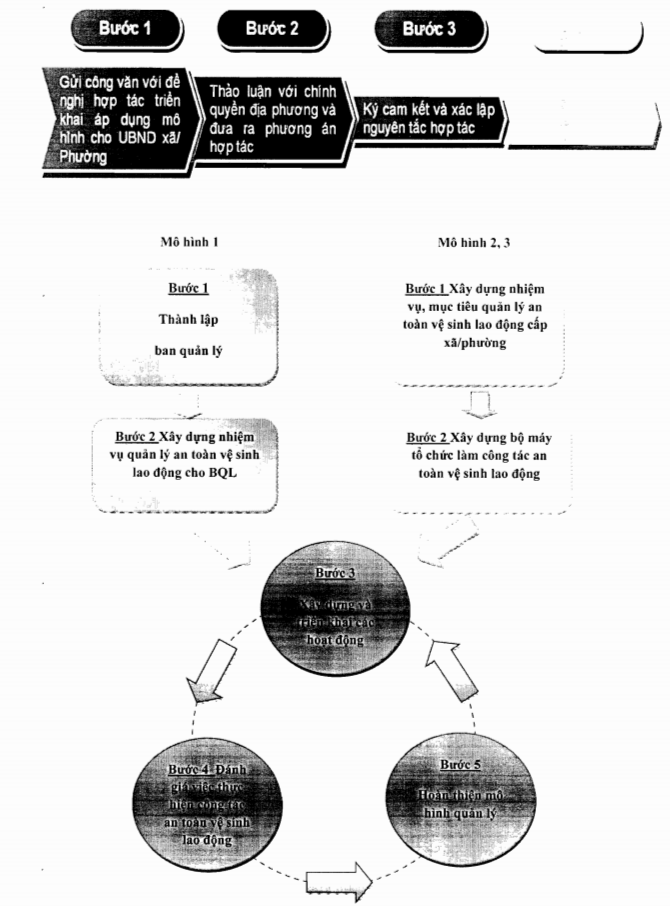 Bước 1
Bước 2
Bước 3
Gửi công văn với đề
nghị hợp tác triển
khai áp dụng mô
hình cho UBND xã/
Phường
Thảo luận với chính
quyền địa phương và
đưa ra phương án
hợp tác
Ký cam kết và xác lập
nguyên tắc hợp tác
Mô hình 1
Mô hình 2, 3
Bước 1
Thành lập
ban quản lý
Bước 1 Xây dựng nhiệm
vụ, mục tiêu quản lý an
toàn vệ sinh lao động cấp
xã/phường
Bước 2 Xây dựng nhiệm
vụ quản lý an toàn vệ sinh
lao động cho BQL
Bước 2 Xây dựng bộ máy
tổ chức làm công tác an
toàn vệ sinh lao động
Bước 3
Xây dựng và
triển khai các
hoạt động
Bước 4 Đánh
giá việc thực
hiện công tác
an toàn vệ sinh
lao động
Bước 5
Hoàn thiện mô
hình quản lý